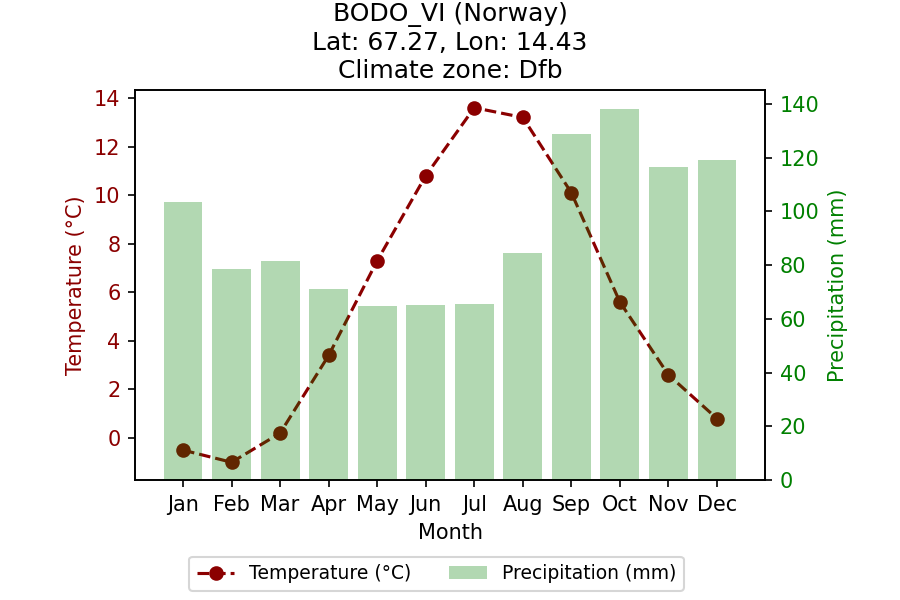 BODO_VI (Norway)
Lat: 67.27, Lon: 14.43
Climate zone: Dfb
14
12
10
8
6
4
2
0
Temperature (°C)
140
120
100
80
60
40
20
0
Precipitation (mm)
Jan Feb Mar Apr May Jun Jul Aug Sep Oct Nov Dec
Month
Temperature (°C) Precipitation (mm)